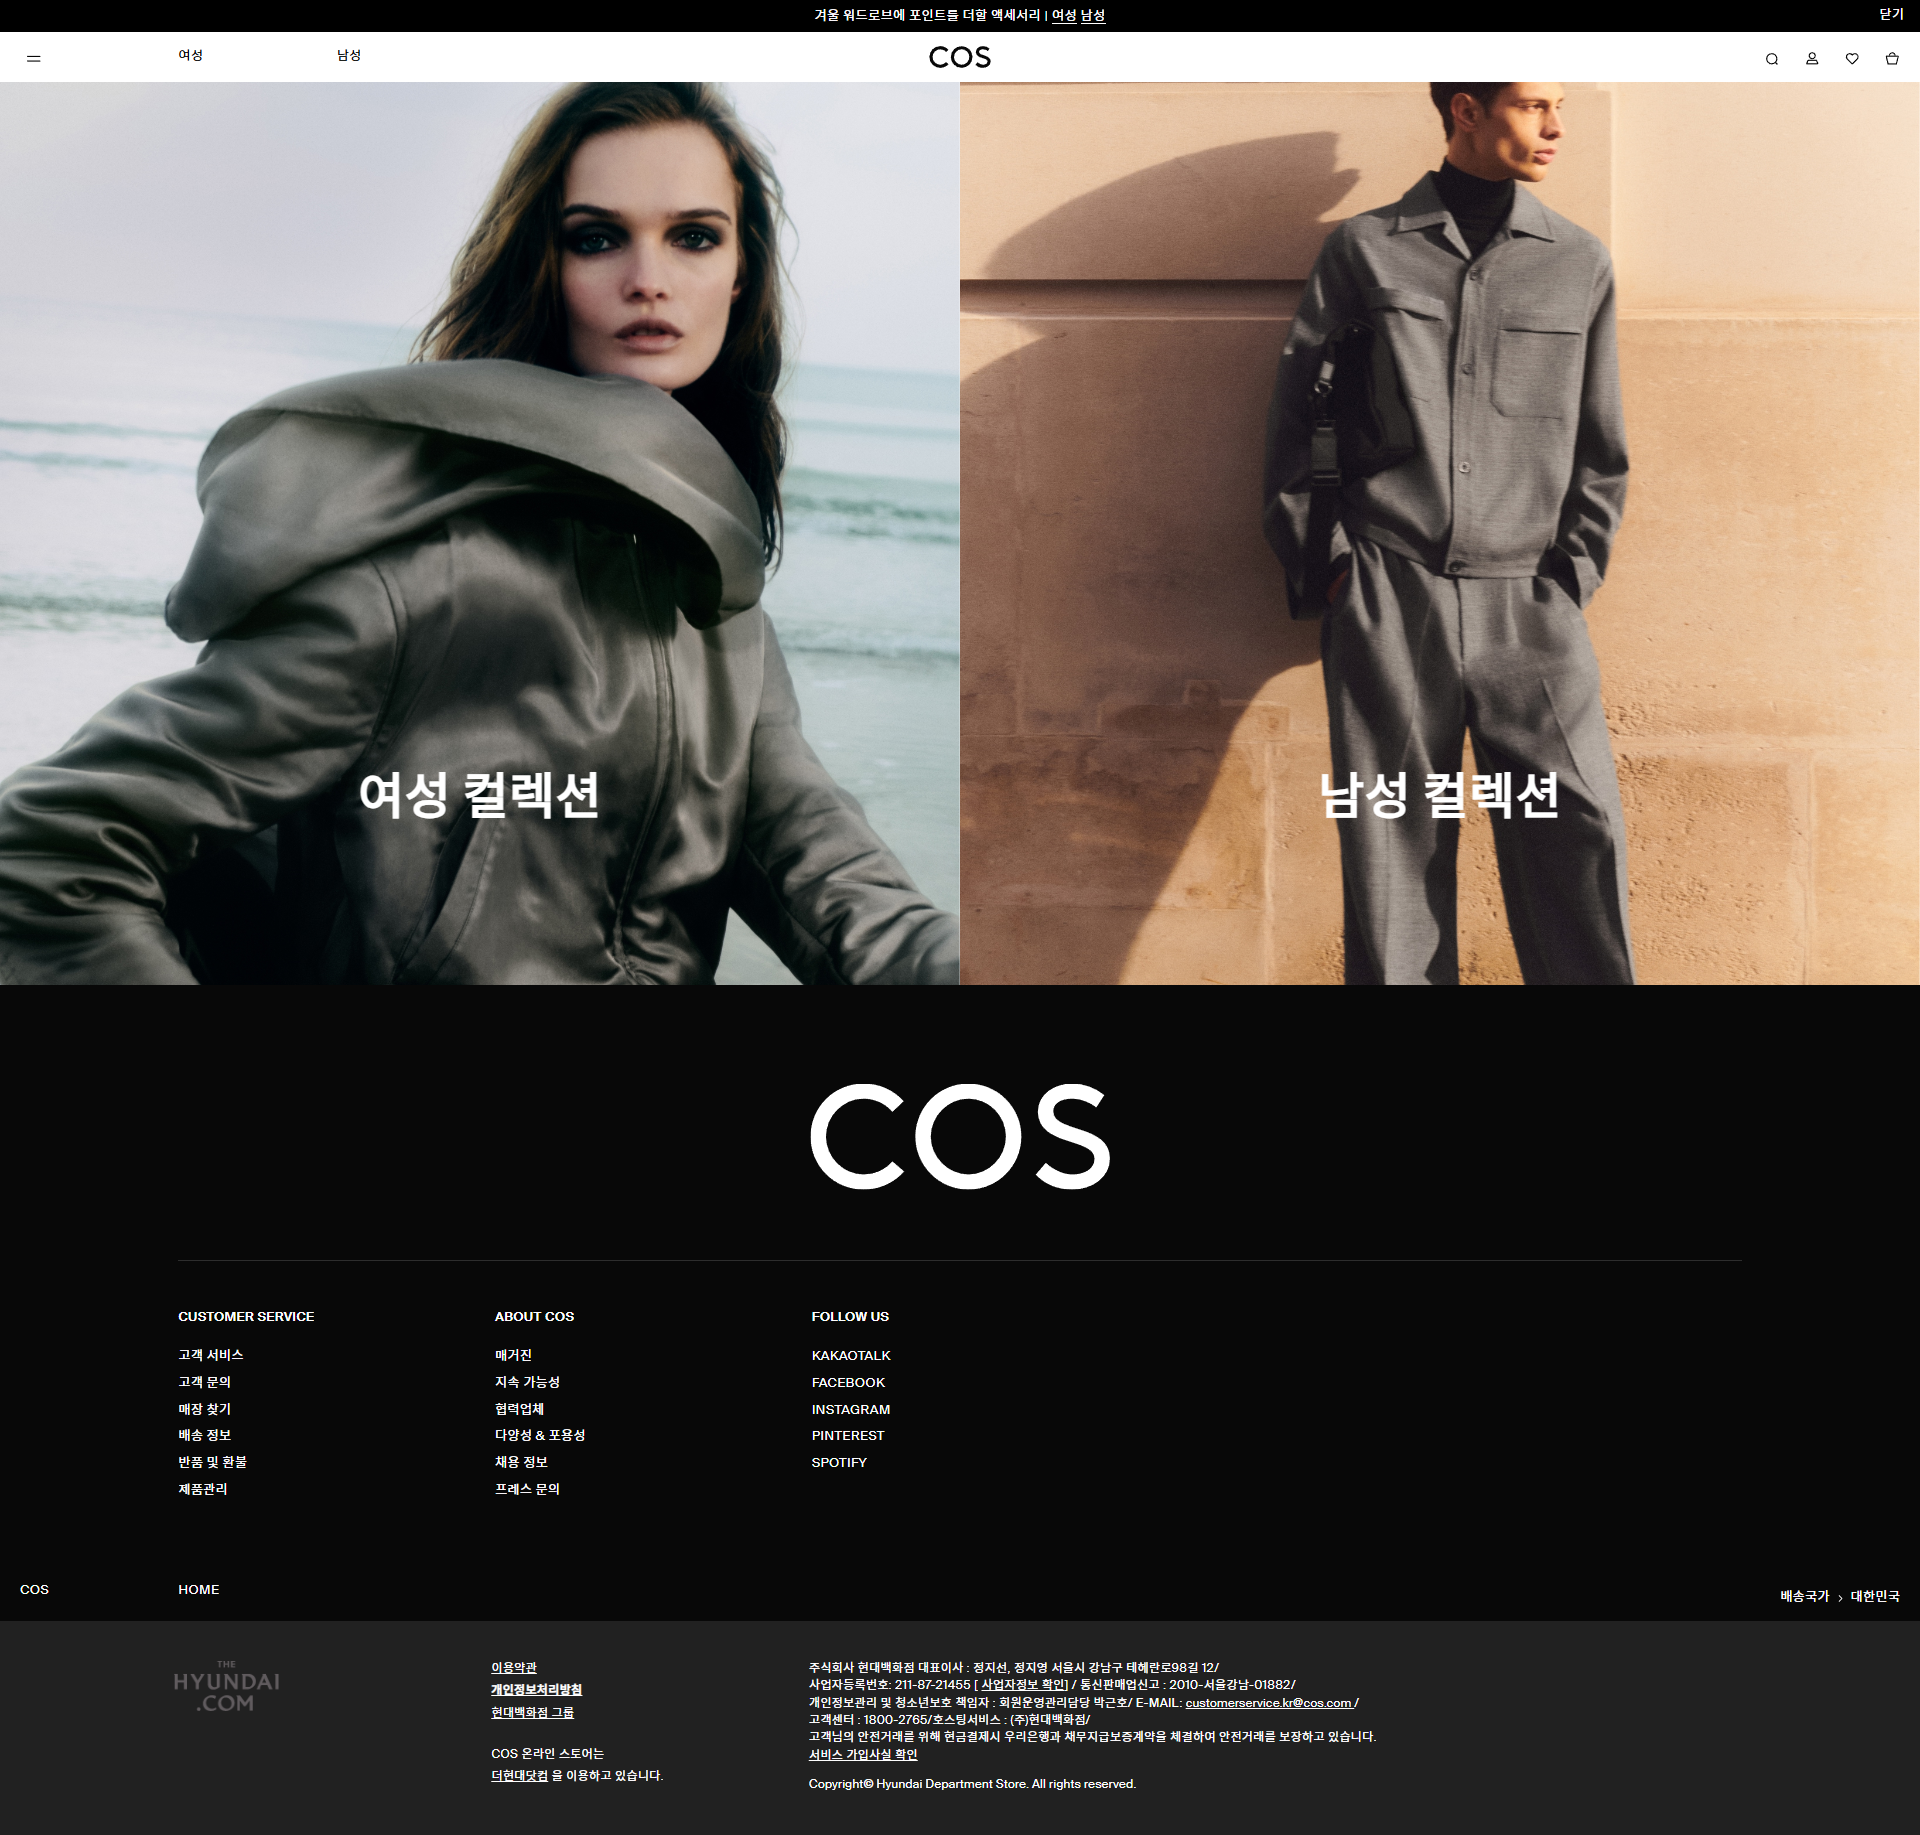 겨울 워드로브에 포인트를 더할 액세서리 | 여성 남성
닫기
여성
남성
COS
여성 컬렉션
남성 컬렉션
COS
CUSTOMER SERVICE
고객 서비스
고객 문의
매장 찾기
배송 정보
반품 및 환불
제품관리
ABOUT COS
매거진
지속 가능성
협력업체
다양성 & 포용성
채용 정보
프레스 문의
FOLLOW US
KAKAOTALK
FACEBOOK
INSTAGRAM
PINTEREST
SPOTIFY
COS
HOME
배송국가 > 대한민국
THE
HYUNDAI
.COM
이용약관
개인정보처리방침
현대백화점 그룹
COS 온라인 스토어는
더현대닷컴 을 이용하고 있습니다.
주식회사 현대백화점 대표이사 : 정지선, 정지영 서울시 강남구 테헤란로98길 12/
사업자등록번호: 211-87-21455 [ 사업자정보 확인] / 통신판매업신고 : 2010-서울강남-01882/
개인정보관리 및 청소년보호 책임자 : 회원운영관리담당 박근호/ E-MAIL: customerservice.kr@cos.com /
고객센터 : 1800-2765/호스팅서비스 : (주)현대백화점/
고객님의 안전거래를 위해 현금결제시 우리은행과 채무지급보증계약을 체결하여 안전거래를 보장하고 있습니다.
서비스 가입사실 확인
Copyright© Hyundai Department Store. All rights reserved.